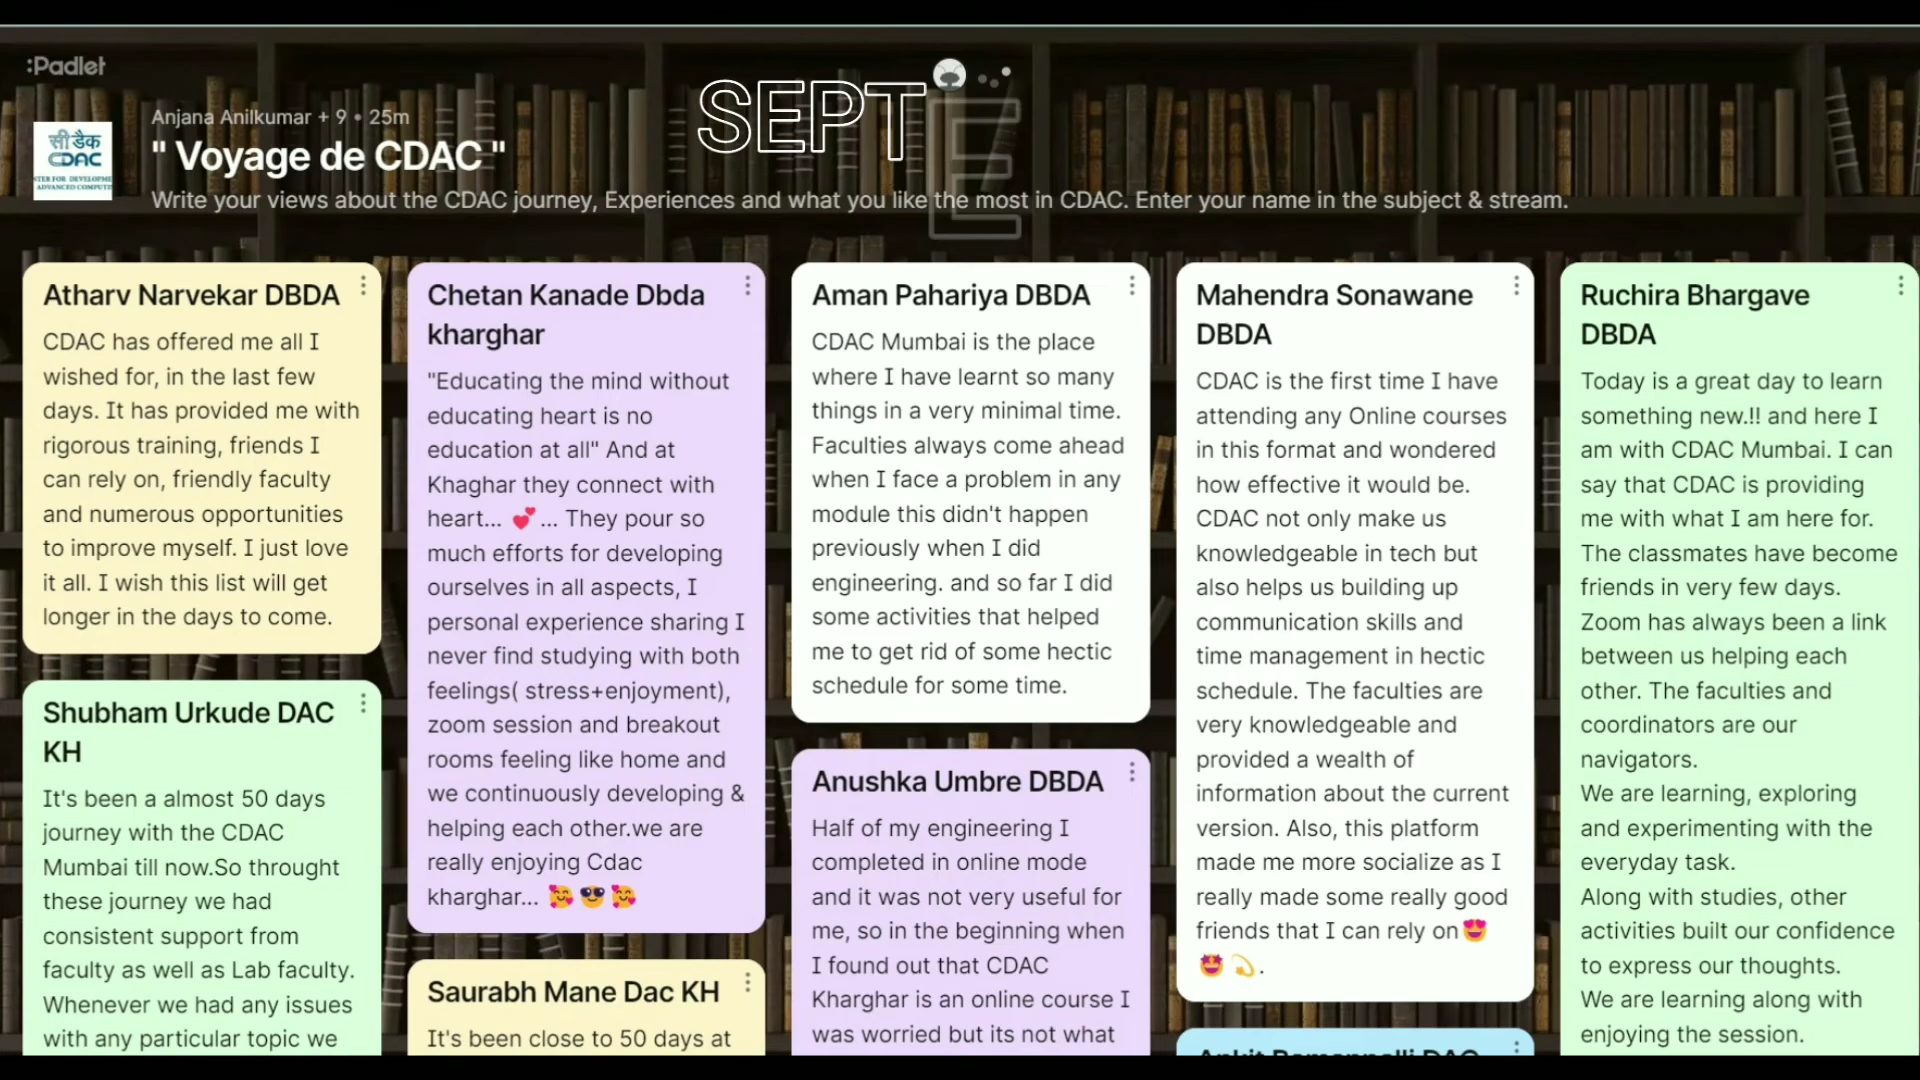 :Padlet
Anjana Anilkumar + 9 • 25m
" Voyage de CDAC "
Write your views about the CDAC journey, Experiences and what you like the most in CDAC. Enter your name in the subject & stream.
सी डैक
CDAC
SEPT
E
Atharv Narvekar DBDA
CDAC has offered me all I
wished for, in the last few
days. It has provided me with
rigorous training, friends I
can rely on, friendly faculty
and numerous opportunities
to improve myself. I just love
it all. I wish this list will get
longer in the days to come.
Shubham Urkude DAC
KH
It's been a almost 50 days
journey with the CDAC
Mumbai till now.So throught
these journey we had
consistent support from
faculty as well as Lab faculty.
Whenever we had any issues
with any particular topic we
Chetan Kanade Dbda
kharghar
"Educating the mind without
educating heart is no
education at all" And at
Khaghar they connect with
heart... 💕 ... They pour so
much efforts for developing
ourselves in all aspects, I
personal experience sharing I
never find studying with both
feelings( stress+enjoyment),
zoom session and breakout
rooms feeling like home and
we continuously developing &
helping each other.we are
really enjoying Cdac
kharghar... 🥰 😎 🥰
Saurabh Mane Dac KH
It's been close to 50 days at
Aman Pahariya DBDA
CDAC Mumbai is the place
where I have learnt so many
things in a very minimal time.
Faculties always come ahead
when I face a problem in any
module this didn't happen
previously when I did
engineering. and so far I did
some activities that helped
me to get rid of some hectic
schedule for some time.
Anushka Umbre DBDA
Half of my engineering I
completed in online mode
and it was not very useful for
me, so in the beginning when
I found out that CDAC
Kharghar is an online course I
was worried but its not what
Mahendra Sonawane
DBDA
CDAC is the first time I have
attending any Online courses
in this format and wondered
how effective it would be.
CDAC not only make us
knowledgeable in tech but
also helps us building up
communication skills and
time management in hectic
schedule. The faculties are
very knowledgeable and
provided a wealth of
information about the current
version. Also, this platform
made me more socialize as I
really made some really good
friends that I can rely on😍
🤩 💫.
Ruchira Bhargave
DBDA
Today is a great day to learn
something new.!! and here I
am with CDAC Mumbai. I can
say that CDAC is providing
me with what I am here for.
The classmates have become
friends in very few days.
Zoom has always been a link
between us helping each
other. The faculties and
coordinators are our
navigators.
We are learning, exploring
and experimenting with the
everyday task.
Along with studies, other
activities built our confidence
to express our thoughts.
We are learning along with
enjoying the session.